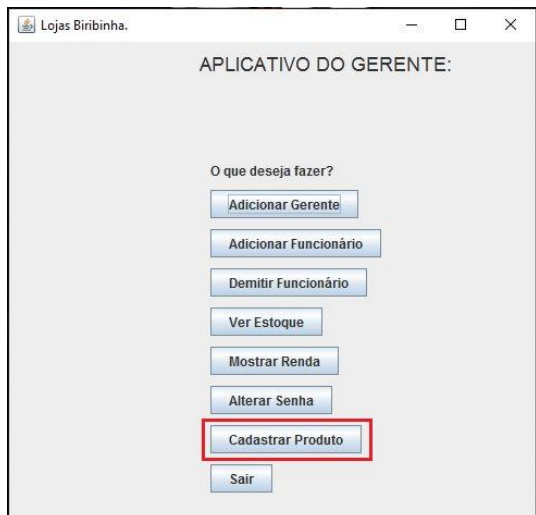 Lojas Biribinha.
APLICATIVO DO GERENTE:
O que deseja fazer?
Adicionar Gerente
Adicionar Funcionário
Demitir Funcionário
Ver Estoque
Mostrar Renda
Alterar Senha
Cadastrar Produto
Sair